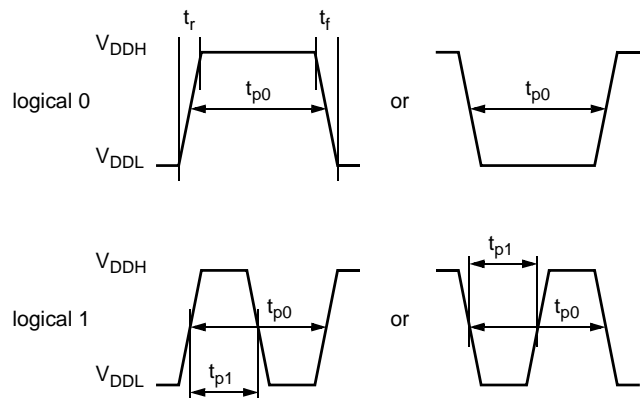 t_r t_f
V_DDH
t_p0 t_p0
logical 0 or
V_DDL
t_p1
V_DDH
t_p0 t_p0
logical 1 or
V_DDL
t_p1